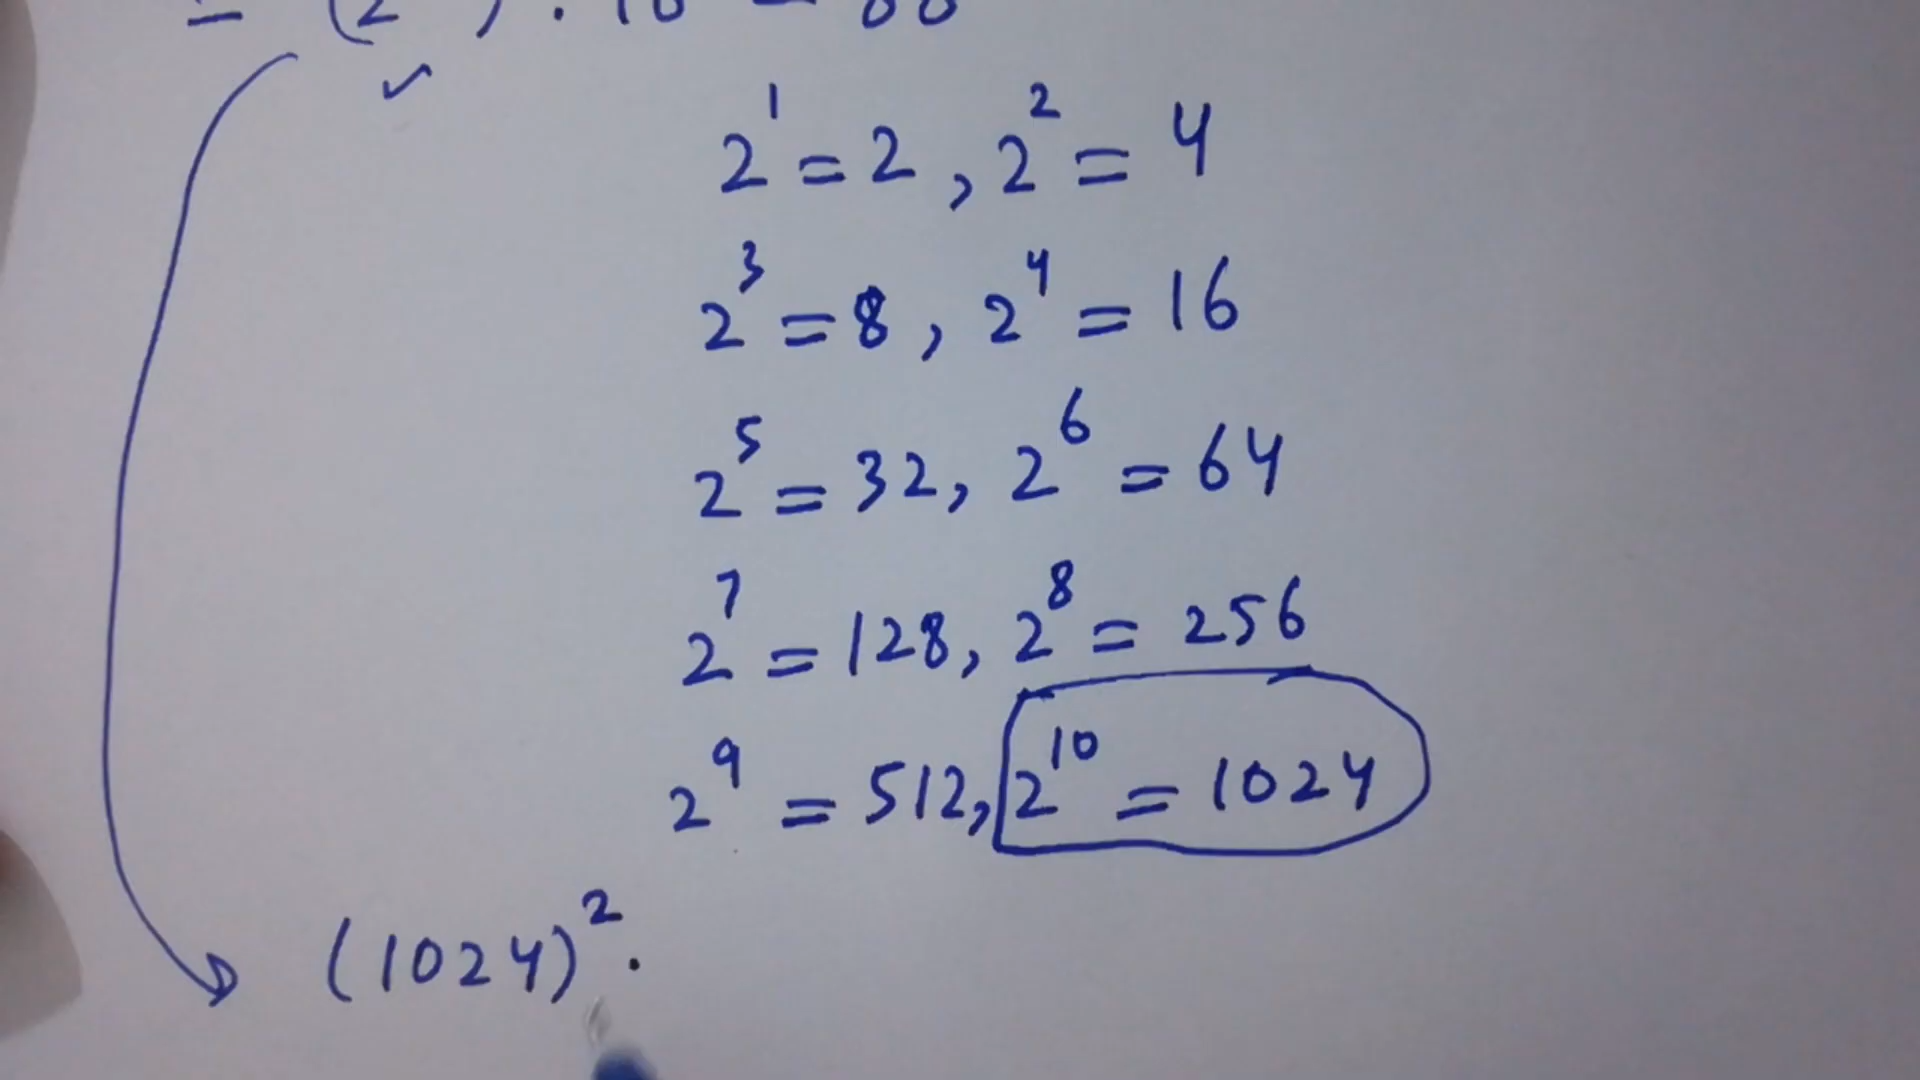 2¹ = 2 , 2² = 4
2³ = 8 , 2⁴ = 16
2⁵ = 32, 2⁶ = 64
2⁷ = 128, 2⁸ = 256
2⁹ = 512, 2¹⁰ = 1024
(1024)² .